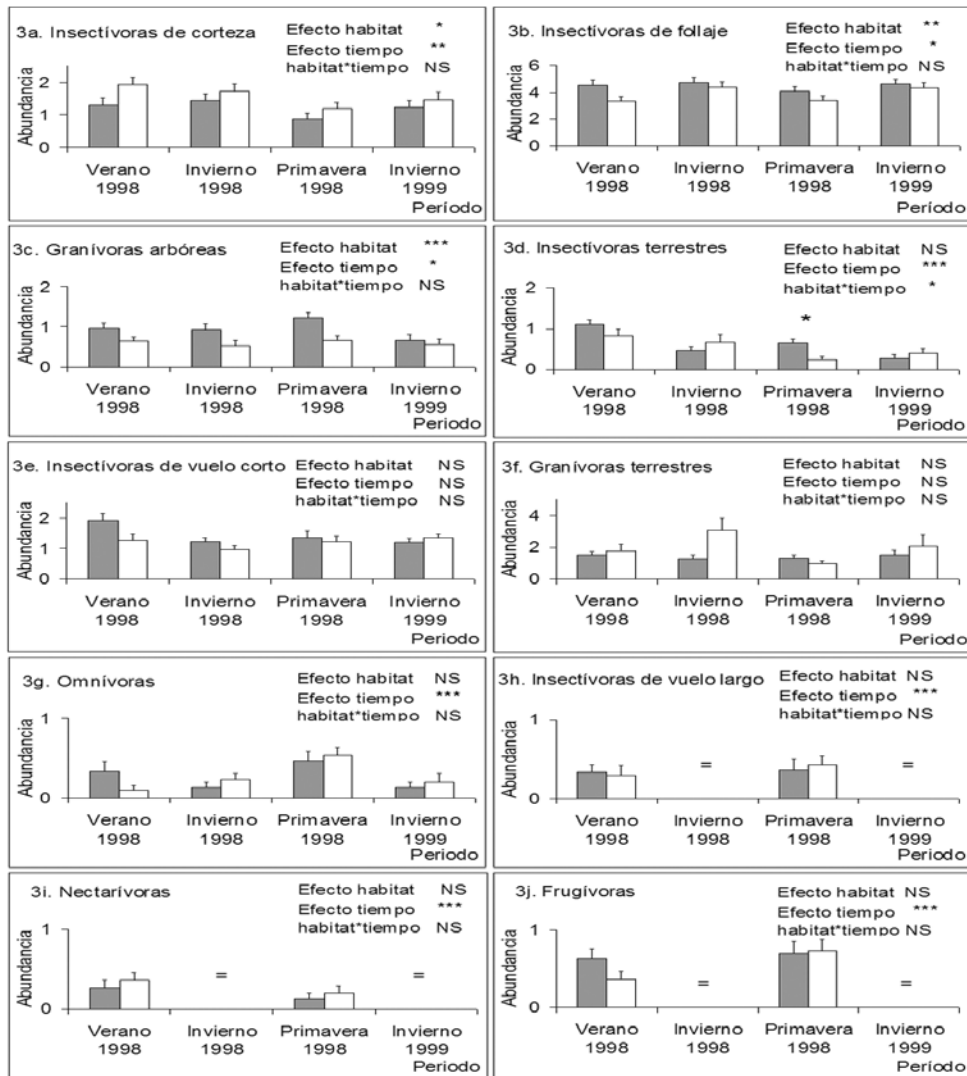 3a. Insectívoras de corteza
Efecto habitat *
Efecto tiempo **
habitat*tiempo NS
Abundancia
2
1
0
Verano 1998
Invierno 1998
Primavera 1998
Invierno 1999
Período
3b. Insectívoras de follaje
Efecto habitat **
Efecto tiempo *
habitat*tiempo NS
Abundancia
6
4
2
0
Verano 1998
Invierno 1998
Primavera 1998
Invierno 1999
Período
3c. Granívoras arbóreas
Efecto habitat ***
Efecto tiempo *
habitat*tiempo NS
Abundancia
2
1
0
Verano 1998
Invierno 1998
Primavera 1998
Invierno 1999
Periodo
3d. Insectívoras terrestres
Efecto habitat NS
Efecto tiempo ***
habitat*tiempo *
Abundancia
2
1
0
*
Verano 1998
Invierno 1998
Primavera 1998
Invierno 1999
Periodo
3e. Insectívoras de vuelo corto
Efecto habitat NS
Efecto tiempo NS
habitat*tiempo NS
Abundancia
2
1
0
Verano 1998
Invierno 1998
Primavera 1998
Invierno 1999
Periodo
3f. Granívoras terrestres
Efecto habitat NS
Efecto tiempo NS
habitat*tiempo NS
Abundancia
4
2
0
Verano 1998
Invierno 1998
Primavera 1998
Invierno 1999
Período
3g. Omnívoras
Efecto habitat NS
Efecto tiempo ***
habitat*tiempo NS
Abundancia
1
0
Verano 1998
Invierno 1998
Primavera 1998
Invierno 1999
Periodo
3h. Insectívoras de vuelo largo
Efecto habitat NS
Efecto tiempo ***
habitat*tiempo NS
Abundancia
1
0
= =
Verano 1998
Invierno 1998
Primavera 1998
Invierno 1999
Periodo
3i. Nectarívoras
Efecto habitat NS
Efecto tiempo ***
habitat*tiempo NS
Abundancia
1
0
= =
Verano 1998
Invierno 1998
Primavera 1998
Invierno 1999
Período
3j. Frugívoras
Efecto habitat NS
Efecto tiempo ***
habitat*tiempo NS
Abundancia
1
0
= =
Verano 1998
Invierno 1998
Primavera 1998
Invierno 1999
Período